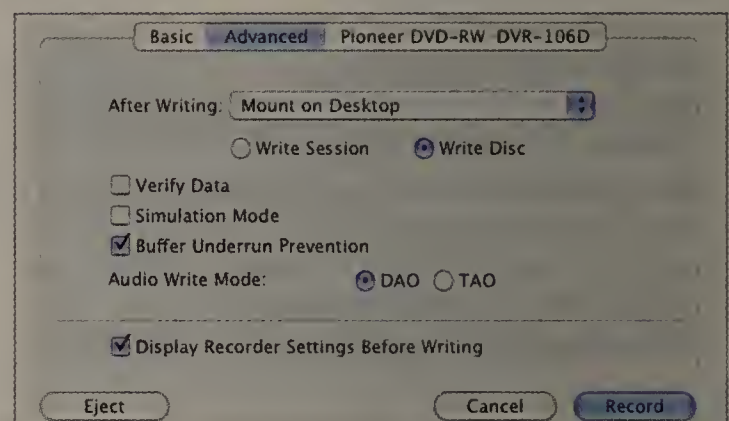 Basic Advanced Pioneer DVD-RW DVR-106D
After Writing: Mount on Desktop
Write Session Write Disc
Verify Data
Simulation Mode
Buffer Underrun Prevention
Audio Write Mode: DAO TAO
Display Recorder Settings Before Writing
Eject Cancel Record